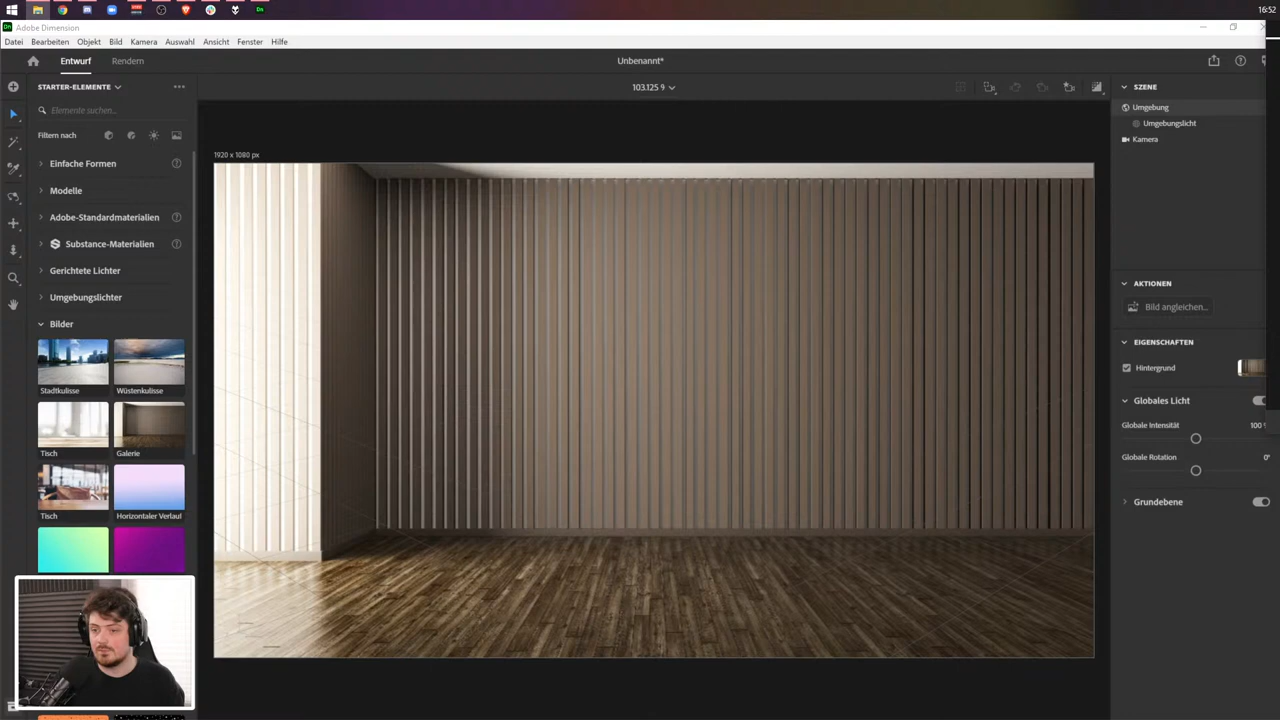 16:52
Dn Adobe Dimension
Datei Bearbeiten Objekt Bild Kamera Auswahl Ansicht Fenster Hilfe
Entwurf Rendern Unbenannt*
STARTER-ELEMENTE
103.125 9
SZENE
Umgebung
Umgebungslicht
Kamera
Elemente suchen...
Filtern nach
1920 x 1080 px
Einfache Formen
Modelle
Adobe-Standardmaterialien
Substance-Materialien
Gerichtete Lichter
Umgebungslichter
Bilder
Stadtkulisse Wüstenkulisse
Tisch Galerie
Tisch Horizontaler Verlauf
AKTIONEN
Bild angleichen...
EIGENSCHAFTEN
Hintergrund
Globales Licht
Globale Intensität 100
Globale Rotation 0°
Grundebene